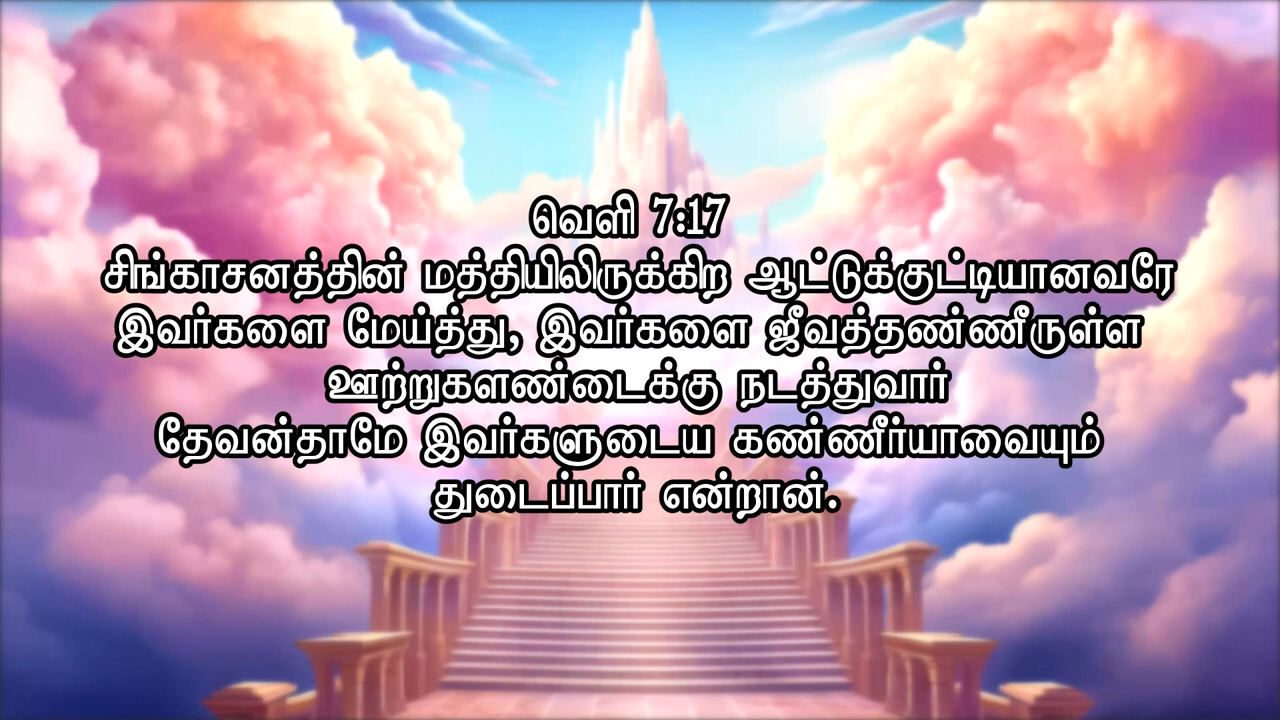 வெளி 7:17
சிங்காசனத்தின் மத்தியிலிருக்கிற ஆட்டுக்குட்டியானவரே
இவர்களை மேய்த்து, இவர்களை ஜீவத்தண்ணீருள்ள
ஊற்றுகளண்டைக்கு நடத்துவார்
தேவன்தாமே இவர்களுடைய கண்ணீர்யாவையும்
துடைப்பார் என்றான்.